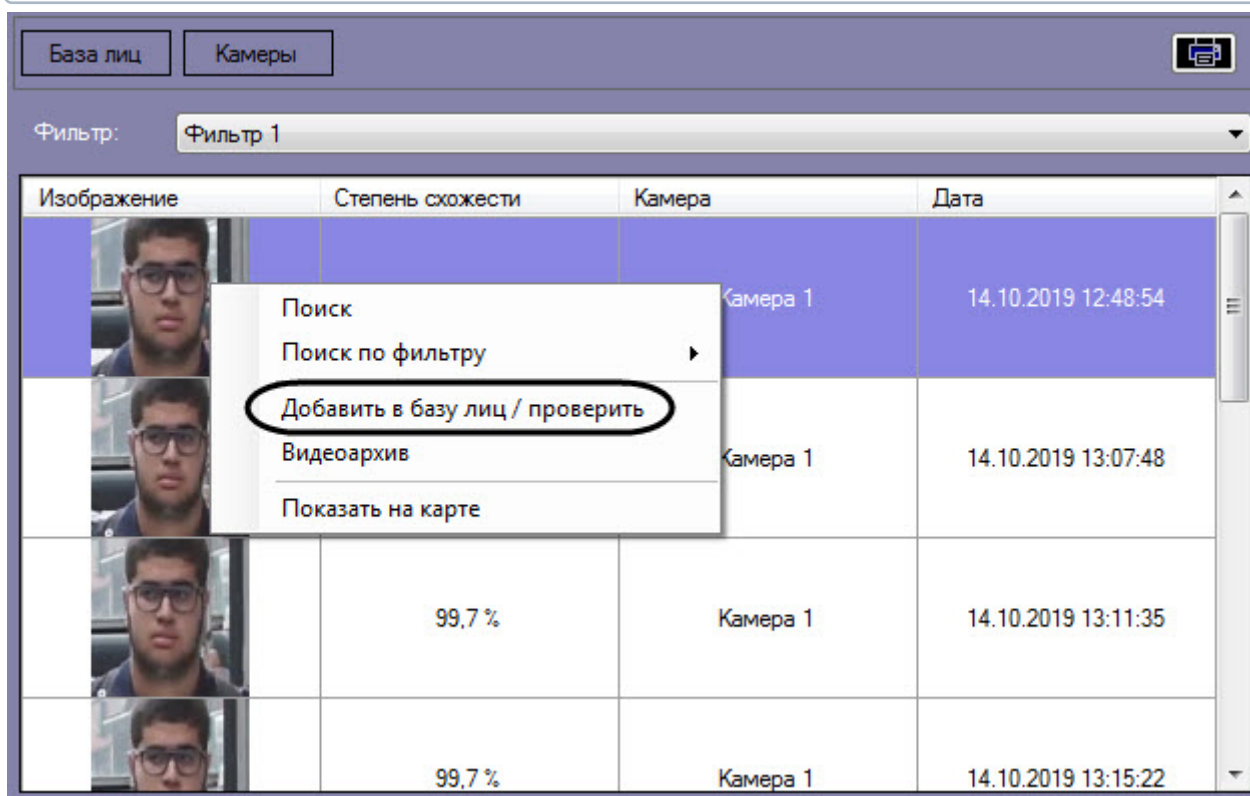 База лиц Камеры
Фильтр: Фильтр 1
Изображение Степень схожести Камера Дата
Камера 1 14.10.2019 12:48:54
Поиск
Поиск по фильтру
Добавить в базу лиц / проверить
Видеоархив
Показать на карте
Камера 1 14.10.2019 13:07:48
99,7 % Камера 1 14.10.2019 13:11:35
99,7 % Камера 1 14.10.2019 13:15:22